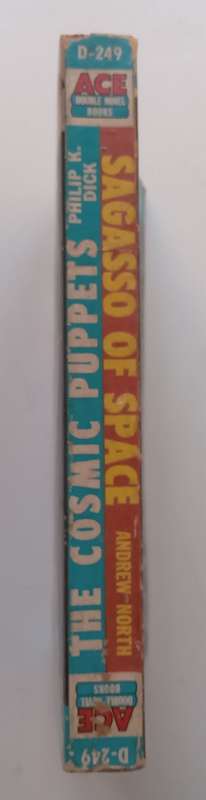 D-249
ACE
DOUBLE NOVEL
BOOKS
SAGASSO OF SPACE
ANDREW NORTH
THE COSMIC PUPPETS
PHILIP K.
DICK
ACE
DOUBLE NOVEL
BOOKS
D-249